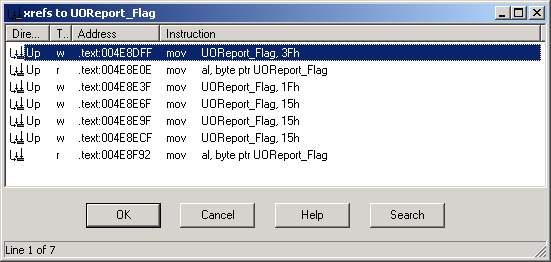 xrefs to UOReport_Flag
Dire... T.. Address Instruction
Up w .text:004E8DFF mov UOReport_Flag, 3Fh
Up r .text:004E8E0E mov al, byte ptr UOReport_Flag
Up w .text:004E8E3F mov UOReport_Flag, 1Fh
Up w .text:004E8E6F mov UOReport_Flag, 15h
Up w .text:004E8E9F mov UOReport_Flag, 15h
Up w .text:004E8ECF mov UOReport_Flag, 15h
r .text:004E8F92 mov al, byte ptr UOReport_Flag
OK Cancel Help Search
Line 1 of 7